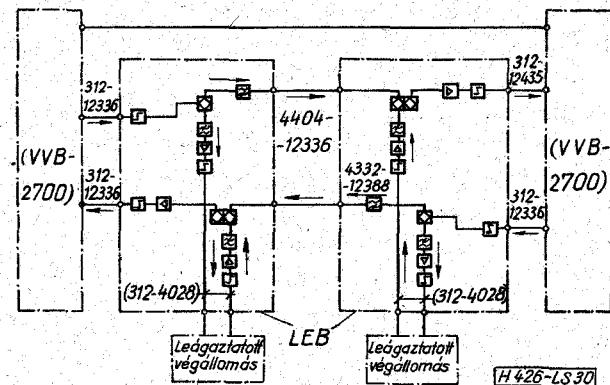 (VVB-
2700)
312-
12336
312-
12336
4404-
-12336
4332-
-12388
312-
12435
312-
12336
(VVB-
2700)
(312-4028)
(312-4028)
LEB
Leágaztatott
végállomás
Leágaztatott
végállomás
H 426-LS30